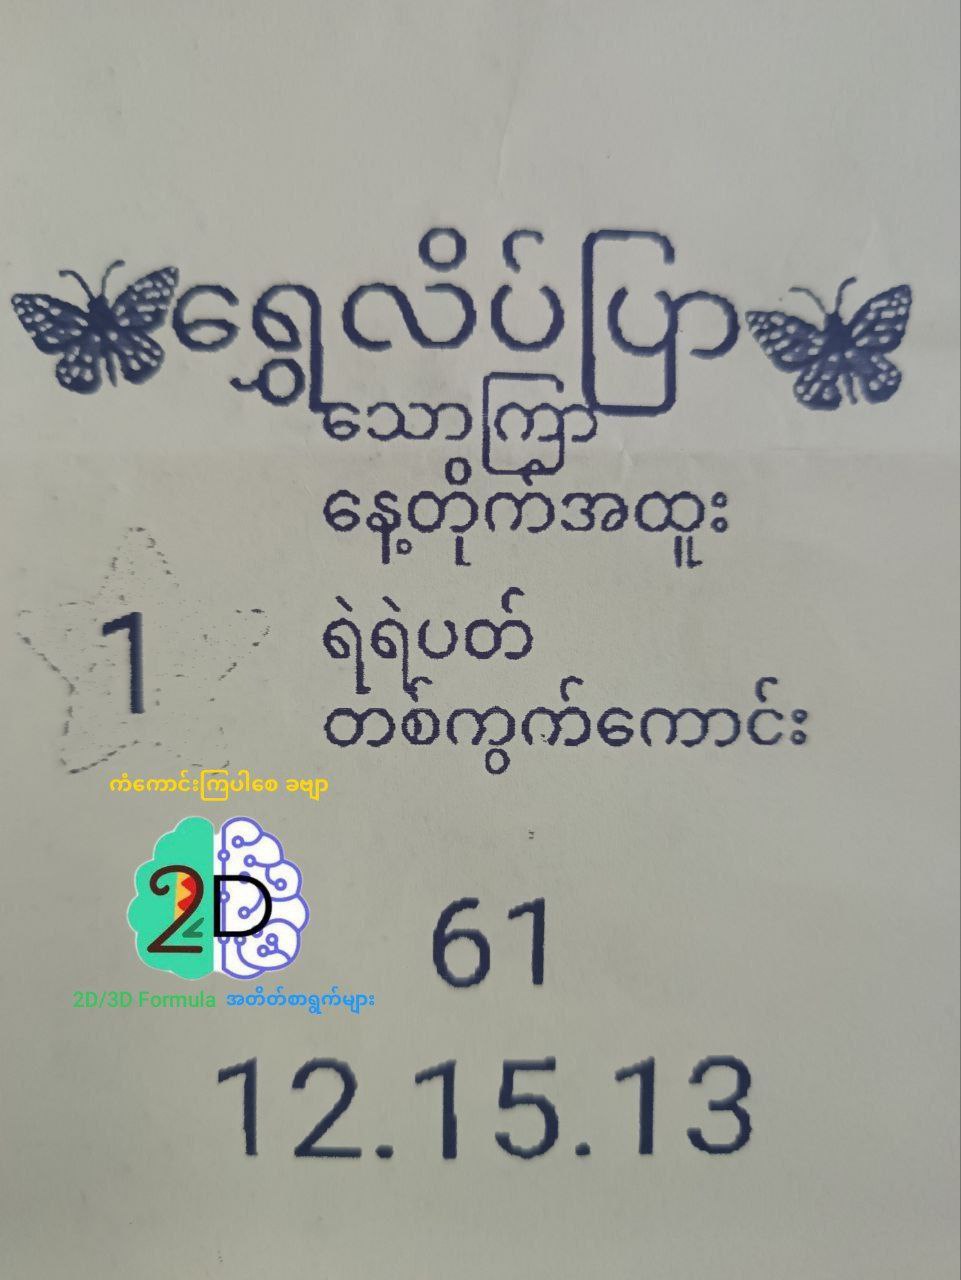 ရွှေလိပ်ပြာ
သောကြာ
နေ့တိုက်အထူး
1
ရဲရဲပတ်
တစ်ကွက်ကောင်း
ကံကောင်းကြပါစေ ခဗျာ
2D
2D/3D Formula အတိတ်စာရွက်များ
61
12.15.13